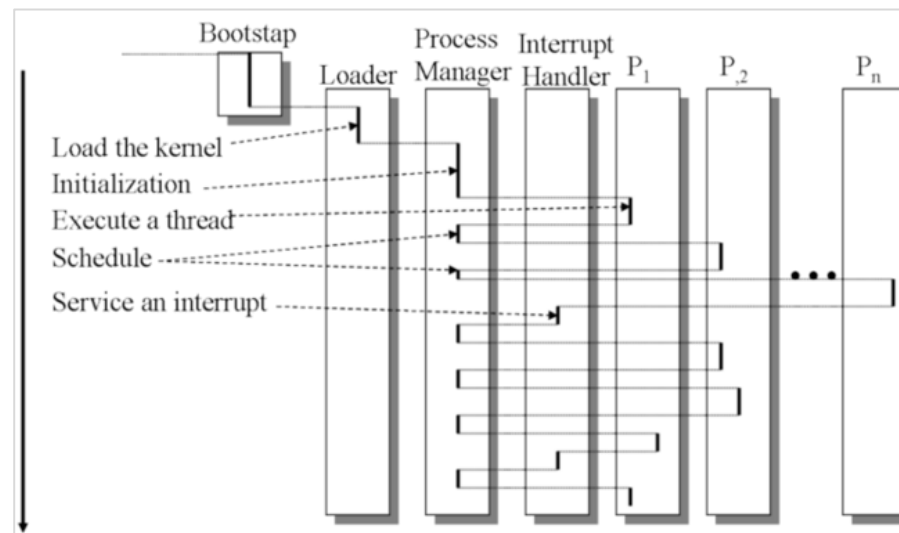 Bootstap
Loader
Process
Manager
Interrupt
Handler
P1
P,2
Pn
Load the kernel
Initialization
Execute a thread
Schedule
Service an interrupt